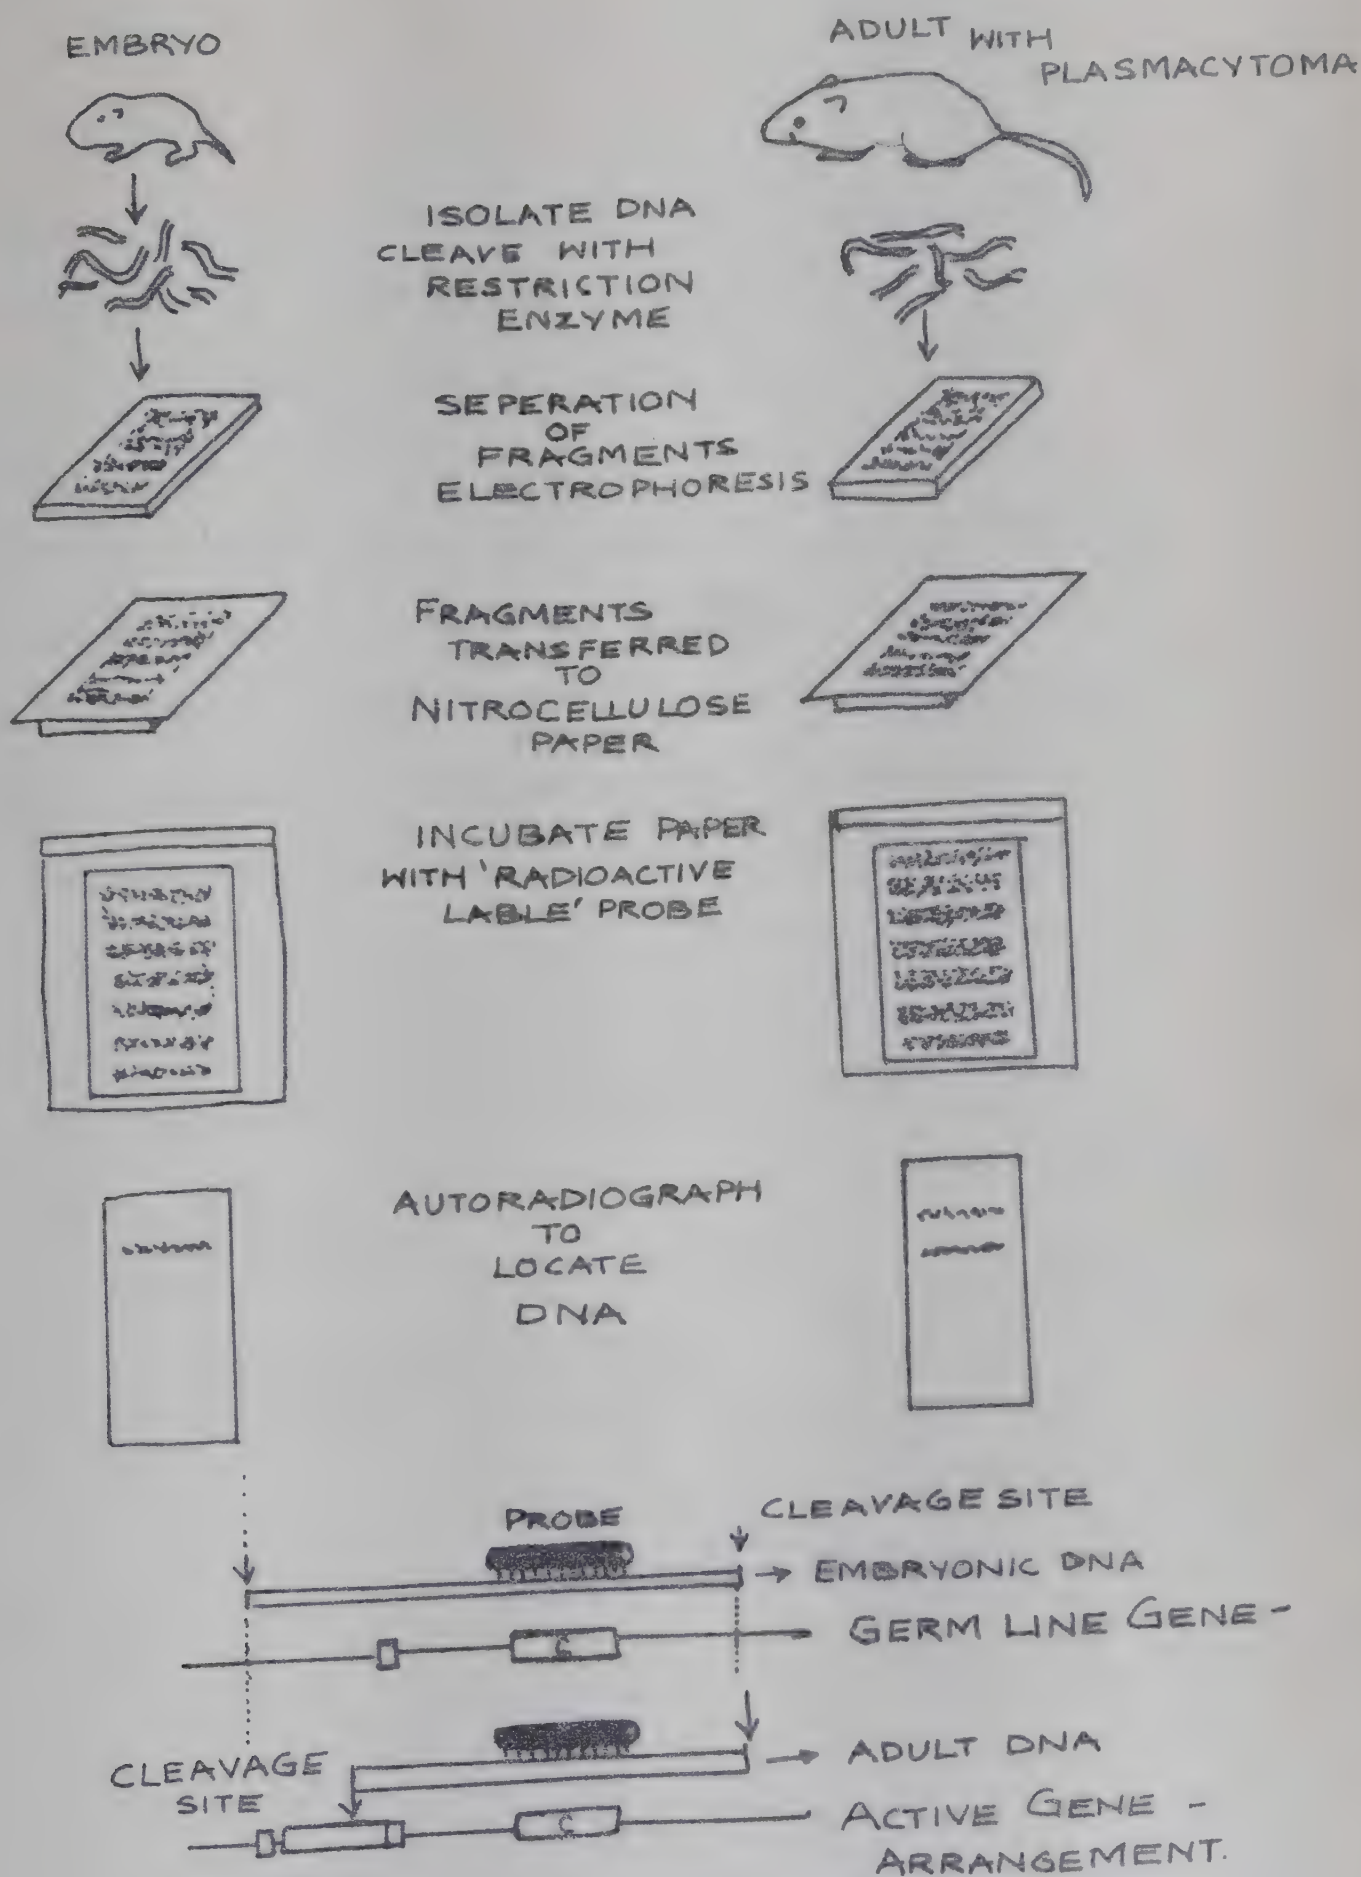 EMBRYO
ADULT WITH
PLASMACYTOMA
ISOLATE DNA
CLEAVE WITH
RESTRICTION
ENZYME
SEPERATION
OF
FRAGMENTS
ELECTROPHORESIS
FRAGMENTS
TRANSFERRED
TO
NITROCELLULOSE
PAPER
INCUBATE PAPER
WITH 'RADIOACTIVE
LABLE' PROBE
AUTORADIOGRAPH
TO
LOCATE
DNA
PROBE
CLEAVAGE SITE
EMBRYONIC DNA
C
GERM LINE GENE -
ADULT DNA
CLEAVAGE
SITE
C
ACTIVE GENE -
ARRANGEMENT.